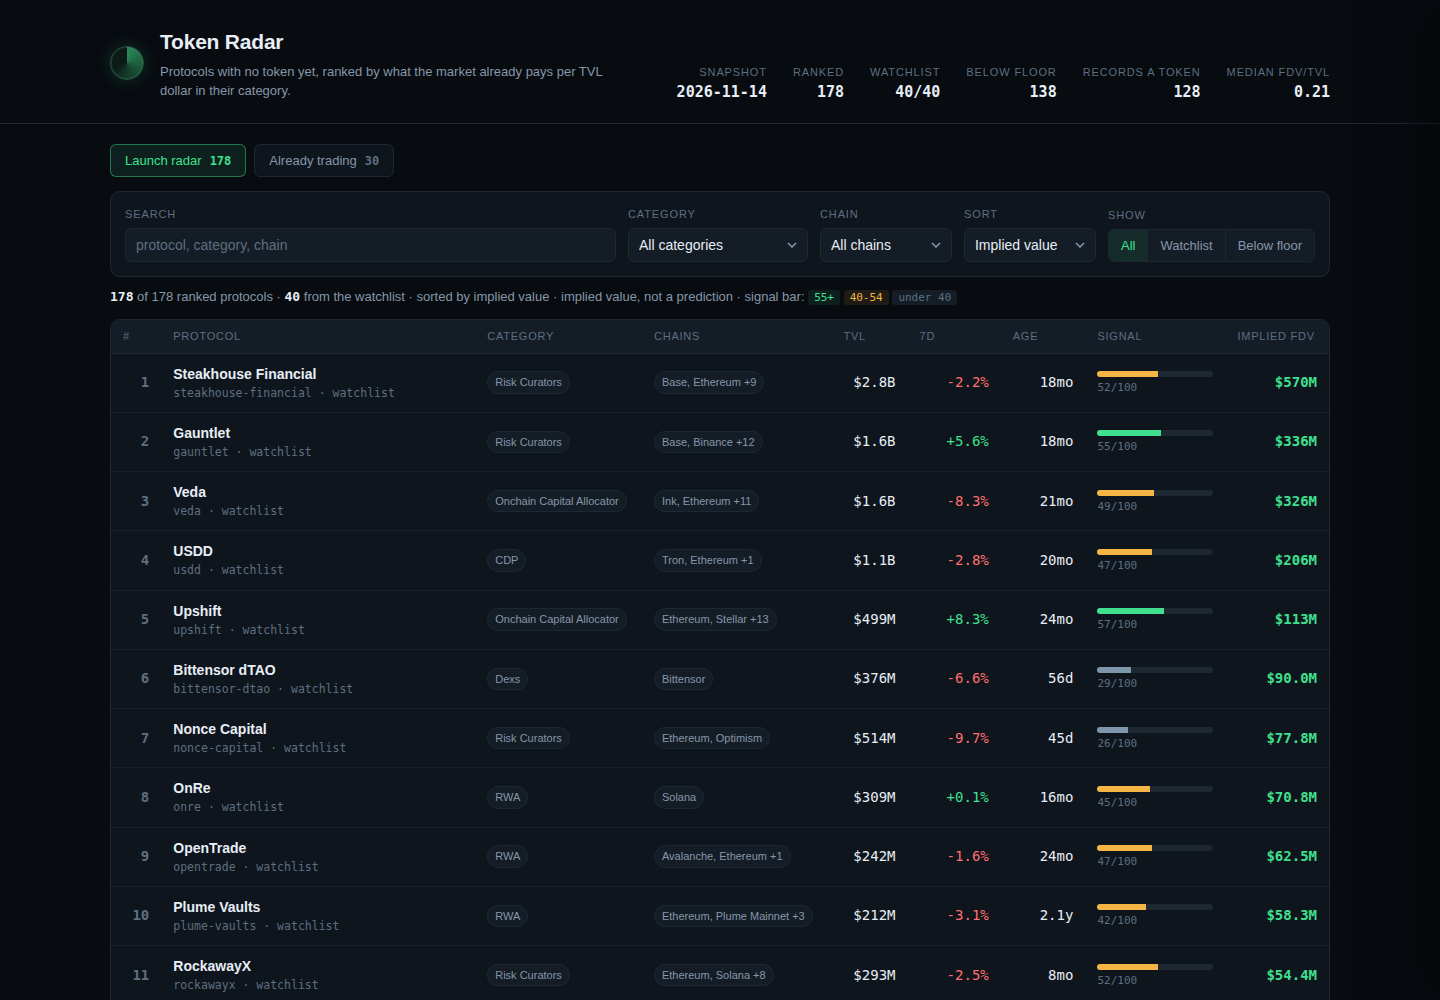 Token Radar
Protocols with no token yet, ranked by what the market already pays per TVL
dollar in their category.
SNAPSHOT RANKED WATCHLIST BELOW FLOOR RECORDS A TOKEN MEDIAN FDV/TVL
2026-11-14 178 40/40 138 128 0.21
Launch radar 178 Already trading 30
SEARCH CATEGORY CHAIN SORT SHOW
protocol, category, chain All categories All chains Implied value All Watchlist Below floor
178 of 178 ranked protocols · 40 from the watchlist · sorted by implied value · implied value, not a prediction · signal bar: 55+ 40-54 under 40
# PROTOCOL CATEGORY CHAINS TVL 7D AGE SIGNAL IMPLIED FDV
1 Steakhouse Financial Risk Curators Base, Ethereum +9 $2.8B -2.2% 18mo $570M
steakhouse-financial · watchlist 52/100
2 Gauntlet Risk Curators Base, Binance +12 $1.6B +5.6% 18mo $336M
gauntlet · watchlist 55/100
3 Veda Onchain Capital Allocator Ink, Ethereum +11 $1.6B -8.3% 21mo $326M
veda · watchlist 49/100
4 USDD CDP Tron, Ethereum +1 $1.1B -2.8% 20mo $206M
usdd · watchlist 47/100
5 Upshift Onchain Capital Allocator Ethereum, Stellar +13 $499M +8.3% 24mo $113M
upshift · watchlist 57/100
6 Bittensor dTAO Dexs Bittensor $376M -6.6% 56d $90.0M
bittensor-dtao · watchlist 29/100
7 Nonce Capital Risk Curators Ethereum, Optimism $514M -9.7% 45d $77.8M
nonce-capital · watchlist 26/100
8 OnRe RWA Solana $309M +0.1% 16mo $70.8M
onre · watchlist 45/100
9 OpenTrade RWA Avalanche, Ethereum +1 $242M -1.6% 24mo $62.5M
opentrade · watchlist 47/100
10 Plume Vaults RWA Ethereum, Plume Mainnet +3 $212M -3.1% 2.1y $58.3M
plume-vaults · watchlist 42/100
11 RockawayX Risk Curators Ethereum, Solana +8 $293M -2.5% 8mo $54.4M
rockawayx · watchlist 52/100